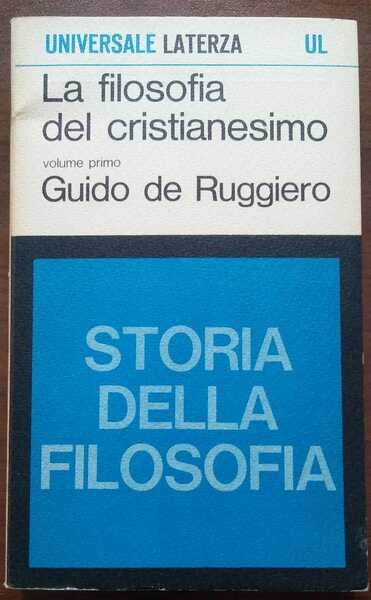 UNIVERSALE LATERZA UL
La filosofia
del cristianesimo
volume primo
Guido de Ruggiero
STORIA
DELLA
FILOSOFIA